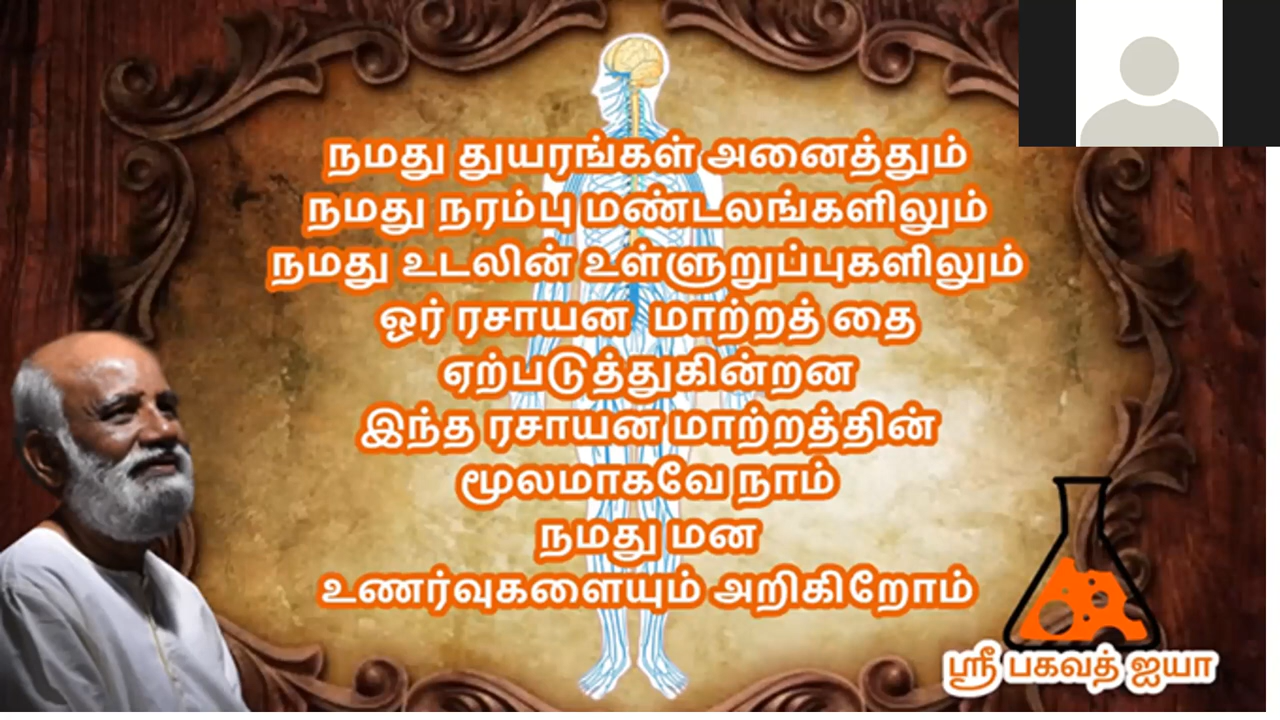 நமது துயரங்கள் அனைத்தும்
நமது நரம்பு மண்டலங்களிலும்
நமது உடலின் உள்ளுறுப்புகளிலும்
ஓர் ரசாயன மாற்றத் தை
ஏற்படுத்துகின்றன
இந்த ரசாயன மாற்றத்தின்
மூலமாகவே நாம்
நமது மன
உணர்வுகளையும் அறிகிறோம்
ஸ்ரீ பகவத் ஐயா